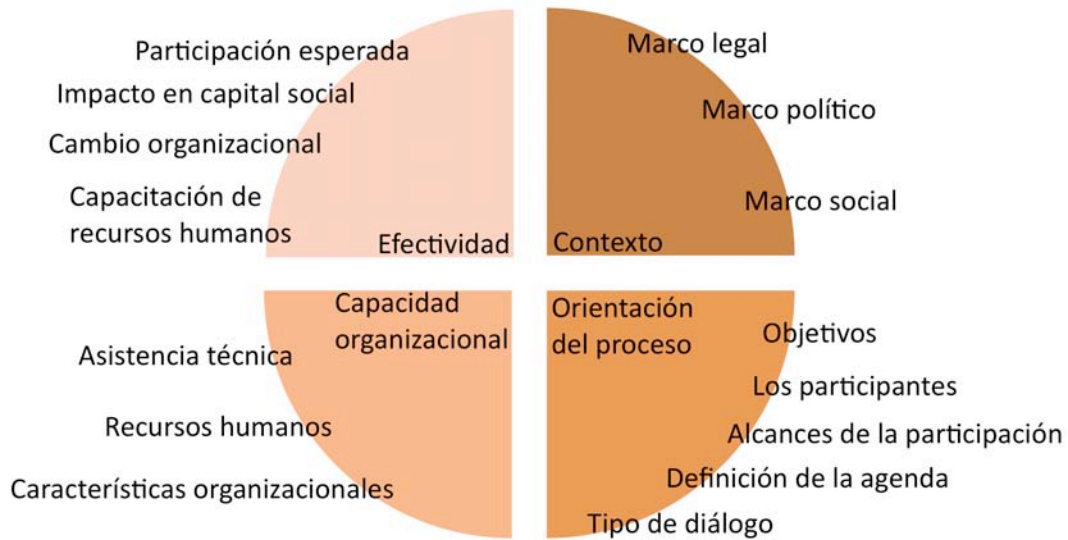 Participación esperada
Impacto en capital social
Cambio organizacional
Capacitación de
recursos humanos
Efectividad
Marco legal
Marco político
Marco social
Contexto
Capacidad
organizacional
Asistencia técnica
Recursos humanos
Características organizacionales
Orientación
del proceso
Objetivos
Los participantes
Alcances de la participación
Definición de la agenda
Tipo de diálogo